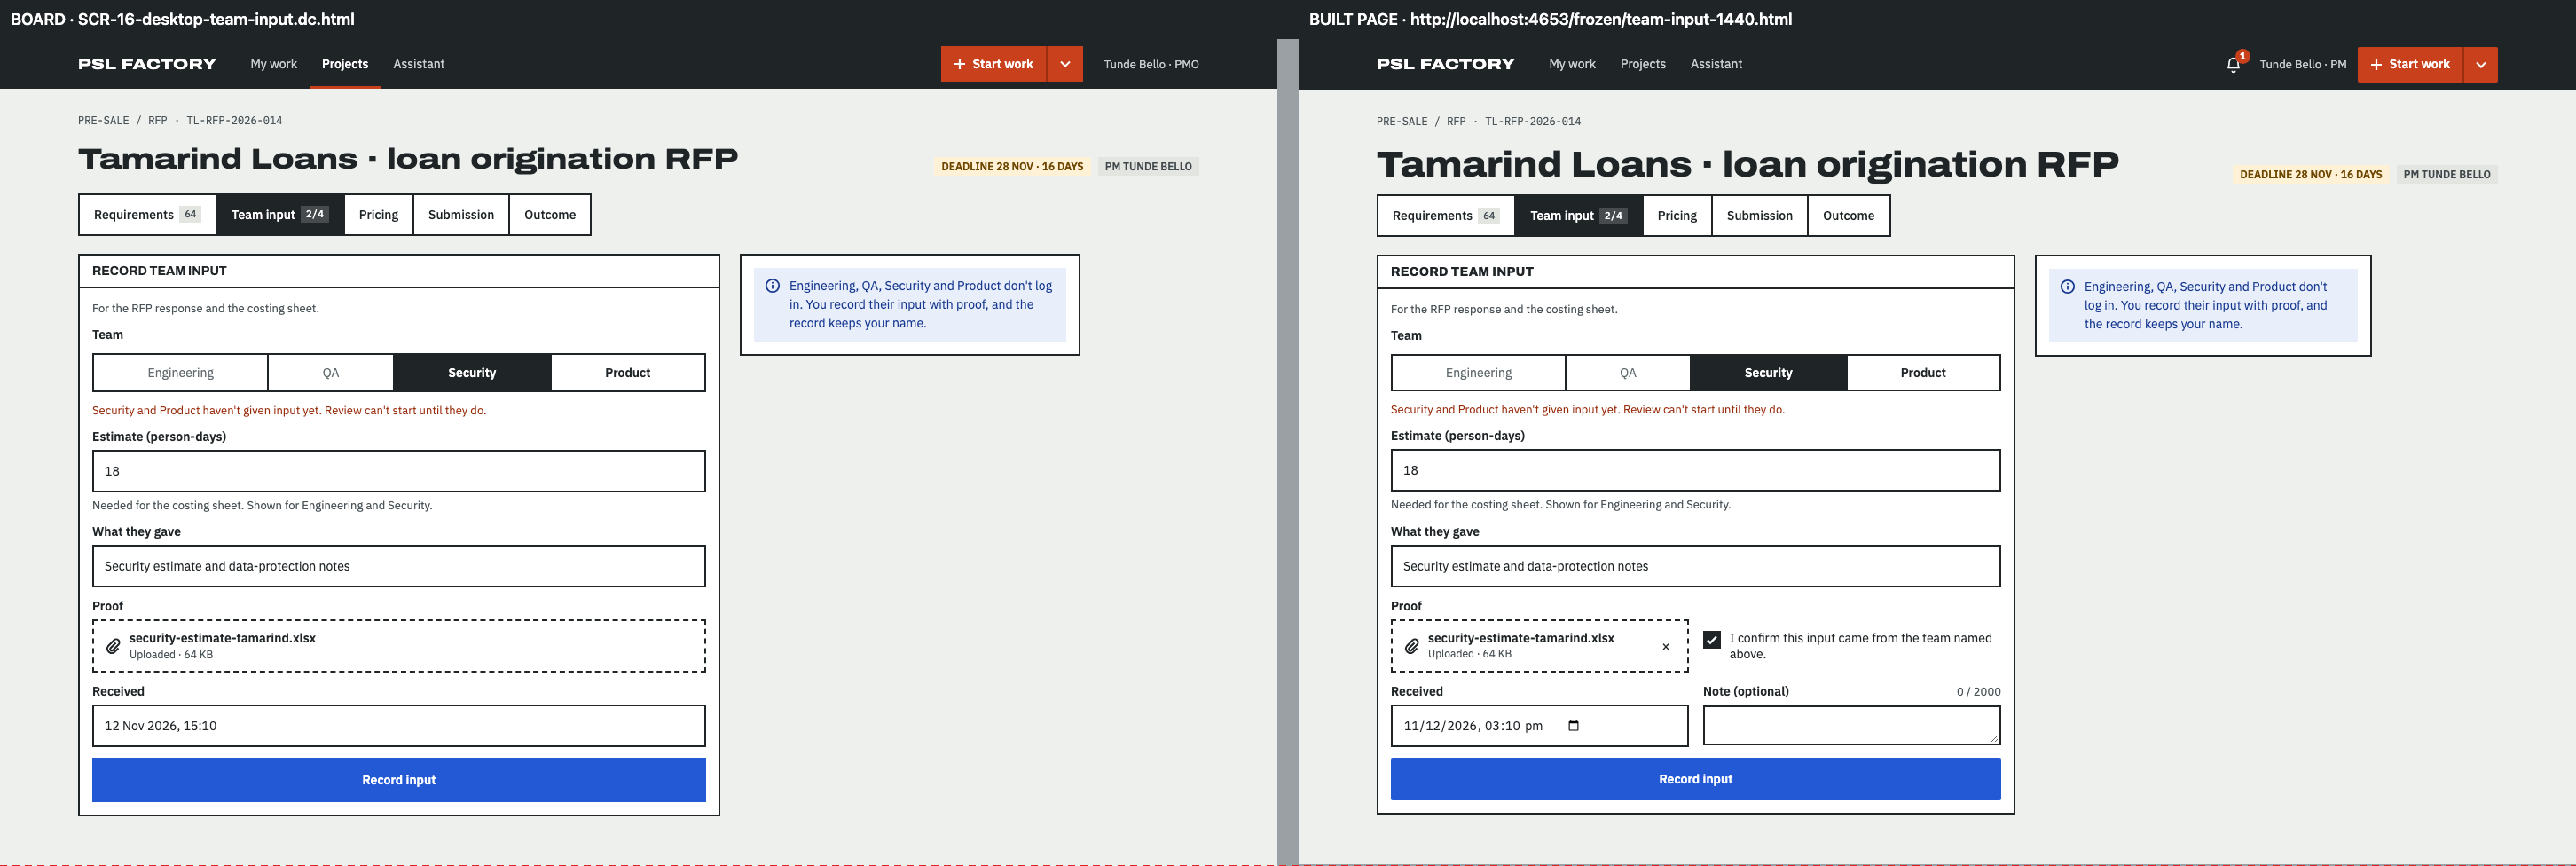 BOARD · SCR-16-desktop-team-input.dc.html
PSL FACTORY My work Projects Assistant + Start work Tunde Bello · PMO
PRE-SALE / RFP · TL-RFP-2026-014
Tamarind Loans · loan origination RFP
DEADLINE 28 NOV · 16 DAYS PM TUNDE BELLO
Requirements 64 Team input 2/4 Pricing Submission Outcome
RECORD TEAM INPUT
For the RFP response and the costing sheet.
Team
Engineering QA Security Product
Security and Product haven't given input yet. Review can't start until they do.
Estimate (person-days)
18
Needed for the costing sheet. Shown for Engineering and Security.
What they gave
Security estimate and data-protection notes
Proof
security-estimate-tamarind.xlsx
Uploaded · 64 KB
Received
12 Nov 2026, 15:10
Record input
Engineering, QA, Security and Product don't log
in. You record their input with proof, and the
record keeps your name.
BUILT PAGE · http://localhost:4653/frozen/team-input-1440.html
PSL FACTORY My work Projects Assistant 1 Tunde Bello · PM + Start work
PRE-SALE / RFP · TL-RFP-2026-014
Tamarind Loans · loan origination RFP
DEADLINE 28 NOV · 16 DAYS PM TUNDE BELLO
Requirements 64 Team input 2/4 Pricing Submission Outcome
RECORD TEAM INPUT
For the RFP response and the costing sheet.
Team
Engineering QA Security Product
Security and Product haven't given input yet. Review can't start until they do.
Estimate (person-days)
18
Needed for the costing sheet. Shown for Engineering and Security.
What they gave
Security estimate and data-protection notes
Proof
security-estimate-tamarind.xlsx ×
Uploaded · 64 KB
I confirm this input came from the team named
above.
Received
11/12/2026, 03:10 pm
Note (optional) 0 / 2000
Record input
Engineering, QA, Security and Product don't
log in. You record their input with proof, and
the record keeps your name.